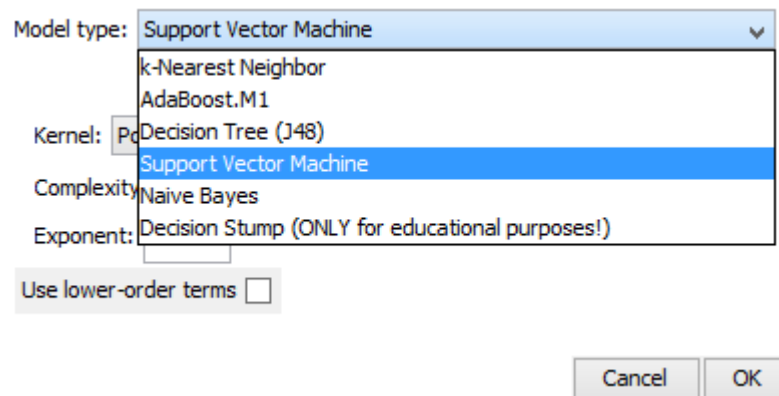 Model type: Support Vector Machine
k-Nearest Neighbor
AdaBoost.M1
Decision Tree (J48)
Kernel:
Support Vector Machine
Complexity
Naive Bayes
Decision Stump (ONLY for educational purposes!)
Exponent:
Use lower-order terms
Cancel OK